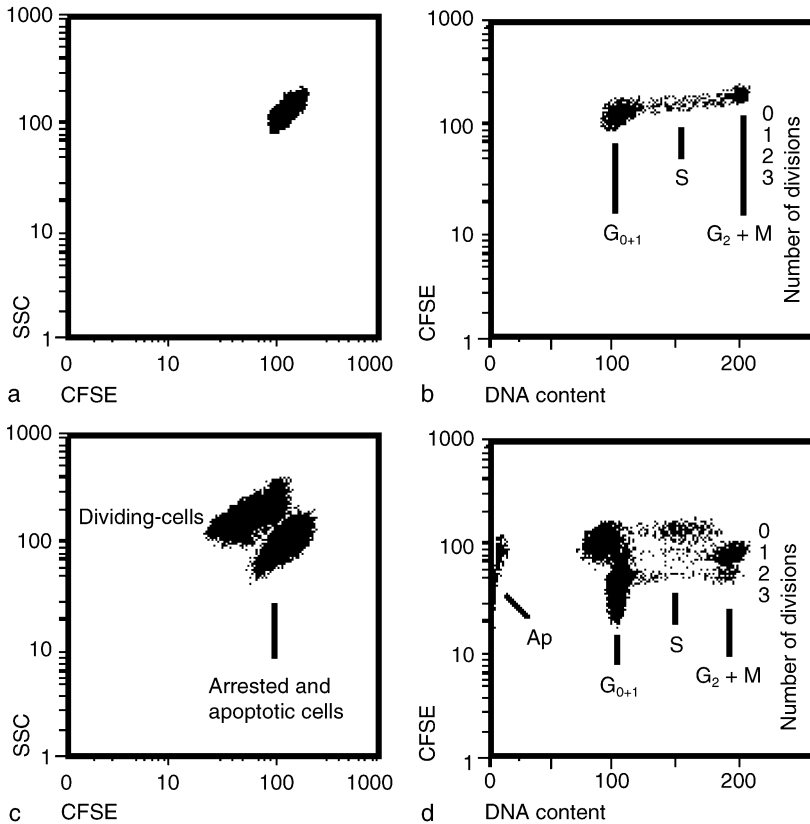 1000
100
10
1
SSC
0
10
100
1000
a
CFSE
1000
100
10
1
CFSE
0
1
2
3
Number of divisions
S
G0+1
G2 + M
0
100
200
b
DNA content
1000
100
10
1
SSC
Dividing-cells
Arrested and
apoptotic cells
0
10
100
1000
c
CFSE
1000
100
10
1
CFSE
0
1
2
3
Number of divisions
Ap
S
G0+1
G2 + M
0
100
200
d
DNA content